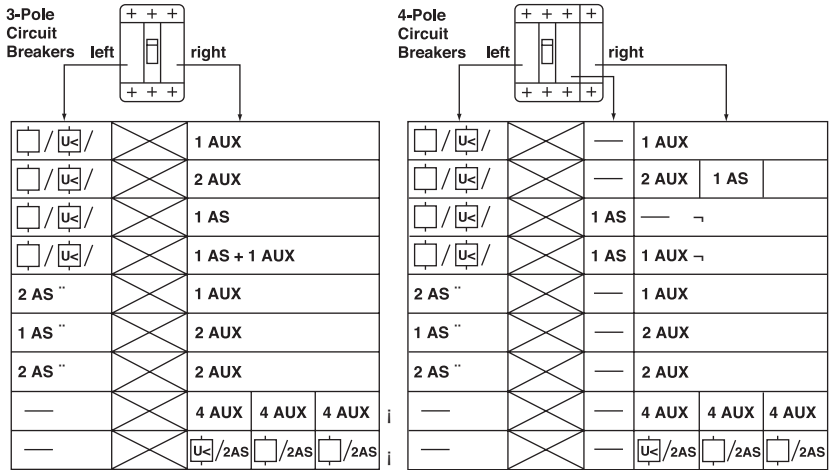 3-Pole
Circuit
Breakers left right
+ + +
+ + +
U< 1 AUX
U< 2 AUX
U< 1 AS
U< 1 AS + 1 AUX
2 AS ¨ 1 AUX
1 AS ¨ 2 AUX
2 AS ¨ 2 AUX
— 4 AUX 4 AUX 4 AUX ¡
— U< /2AS /2AS /2AS ¡
4-Pole
Circuit
Breakers left right
+ + + +
+ + + +
U< — 1 AUX
U< — 2 AUX 1 AS
U< 1 AS — ¬
U< 1 AS 1 AUX ¬
2 AS ¨ — 1 AUX
1 AS ¨ — 2 AUX
2 AS ¨ — 2 AUX
— — 4 AUX 4 AUX 4 AUX
— — U< /2AS /2AS /2AS